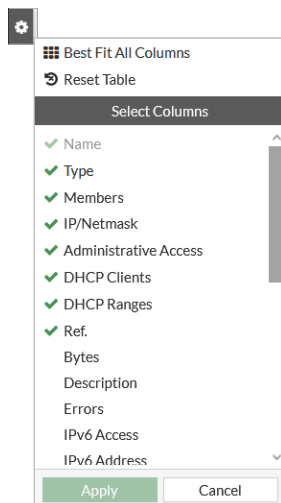 Best Fit All Columns
Reset Table
Select Columns
Name
Type
Members
IP/Netmask
Administrative Access
DHCP Clients
DHCP Ranges
Ref.
Bytes
Description
Errors
IPv6 Access
IPv6 Address
Apply
Cancel